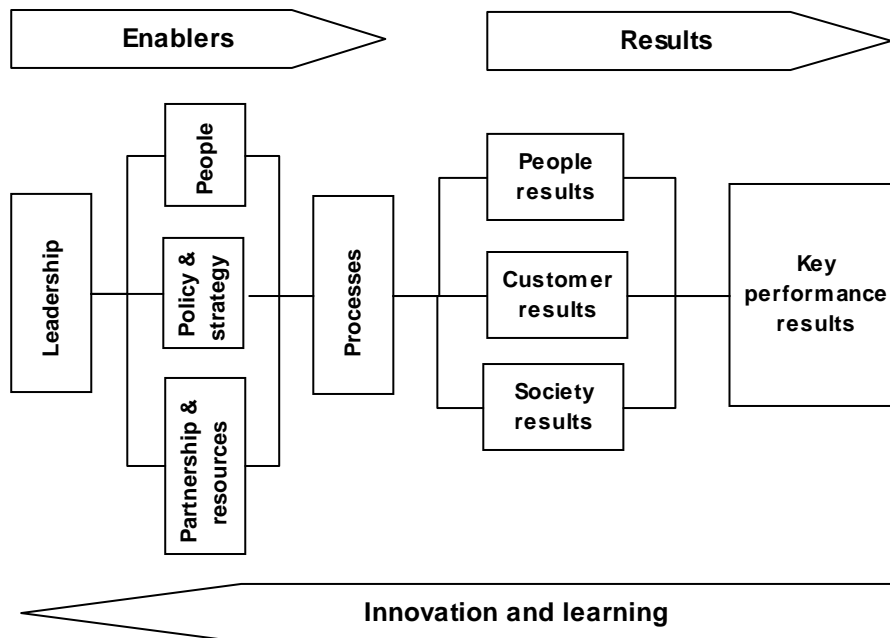 Enablers
Results
Leadership
People
Policy &
strategy
Partnership &
resources
Processes
People
results
Customer
results
Society
results
Key
performance
results
Innovation and learning